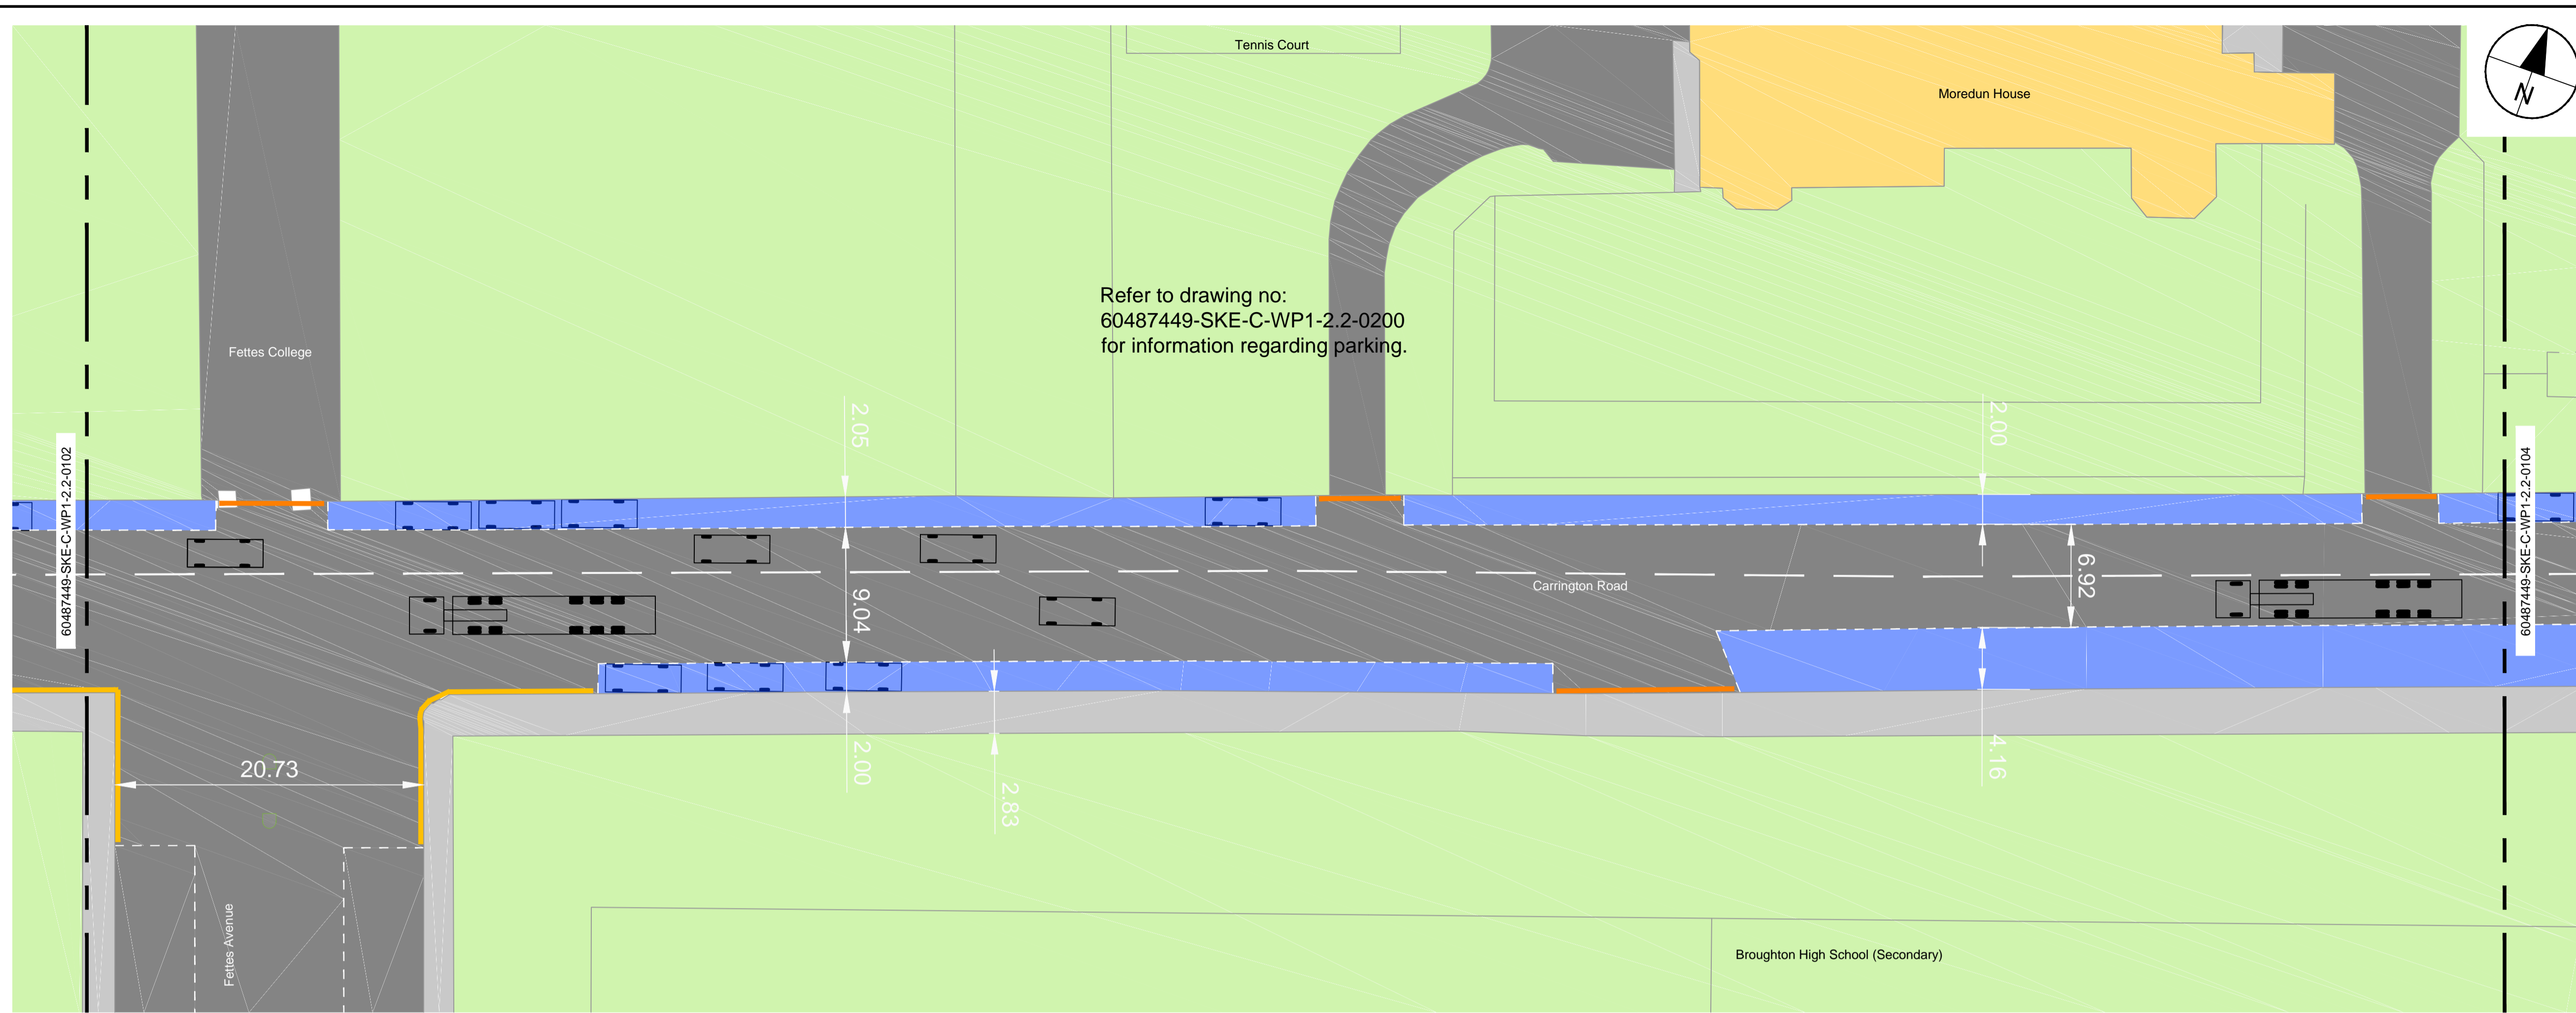 Tennis Court
Moredun House
N
Refer to drawing no:
60487449-SKE-C-WP1-2.2-0200
for information regarding parking.
Fettes College
2.05
2.00
60487449-SKE-C-WP1-2.2-0102
60487449-SKE-C-WP1-2.2-0104
Carrington Road
9.04
6.92
20.73
2.00
2.83
4.16
Fettes Avenue
Broughton High School (Secondary)